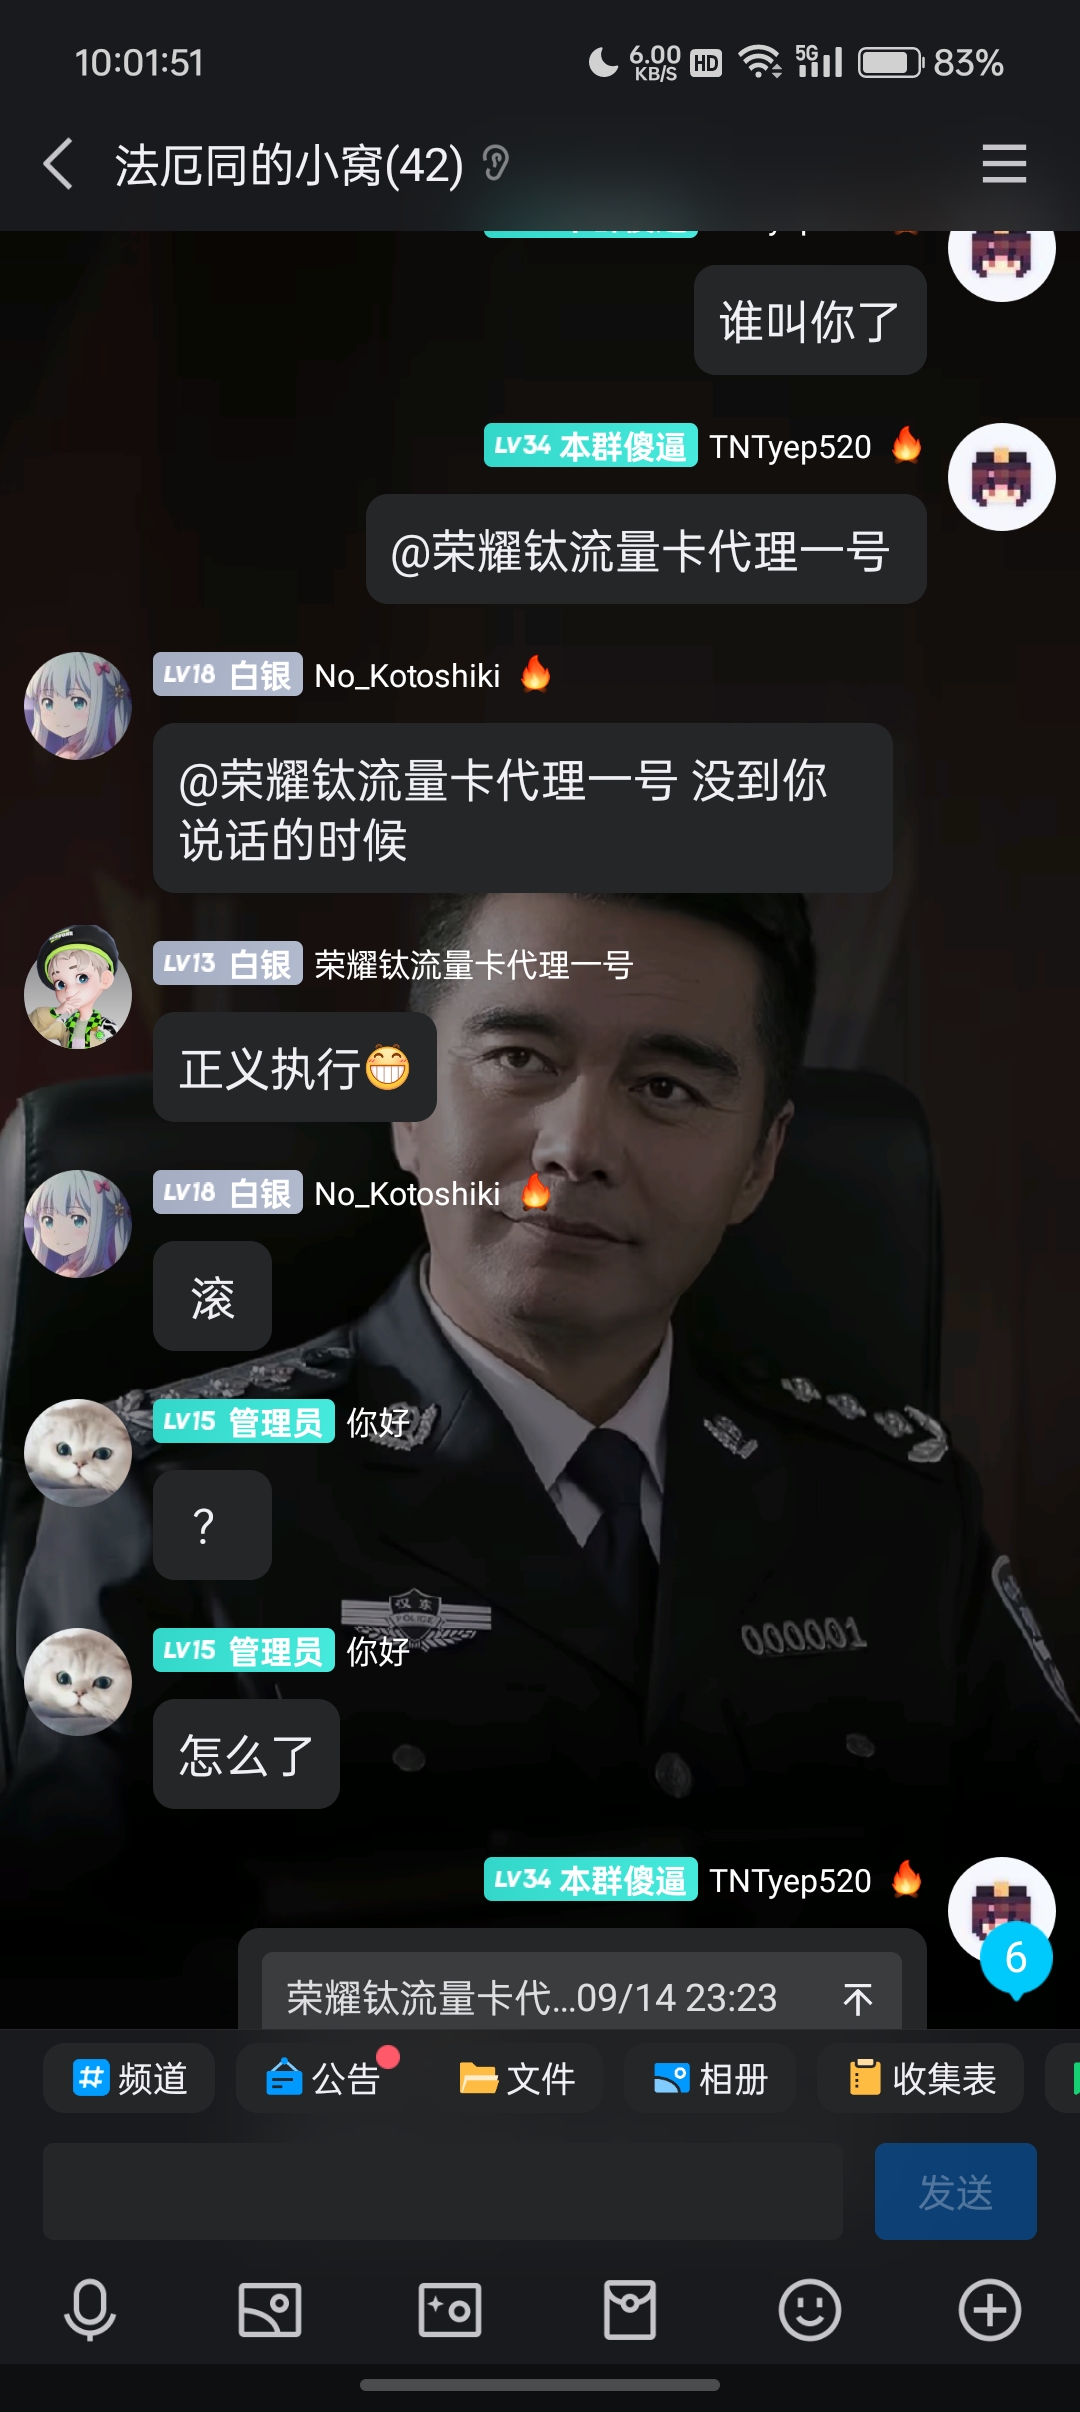 10:01:51
6.00 KB/S HD 5G 83%
法厄同的小窝(42)
谁叫你了
LV34 本群傻逼 TNTyep520
@荣耀钛流量卡代理一号
LV18 白银 No_Kotoshiki
@荣耀钛流量卡代理一号 没到你
说话的时候
LV13 白银 荣耀钛流量卡代理一号
正义执行
LV18 白银 No_Kotoshiki
滚
LV15 管理员 你好
?
汉东
POLICE
000001
LV15 管理员 你好
怎么了
LV34 本群傻逼 TNTyep520
6
荣耀钛流量卡代...09/14 23:23
频道 公告 文件 相册 收集表
发送